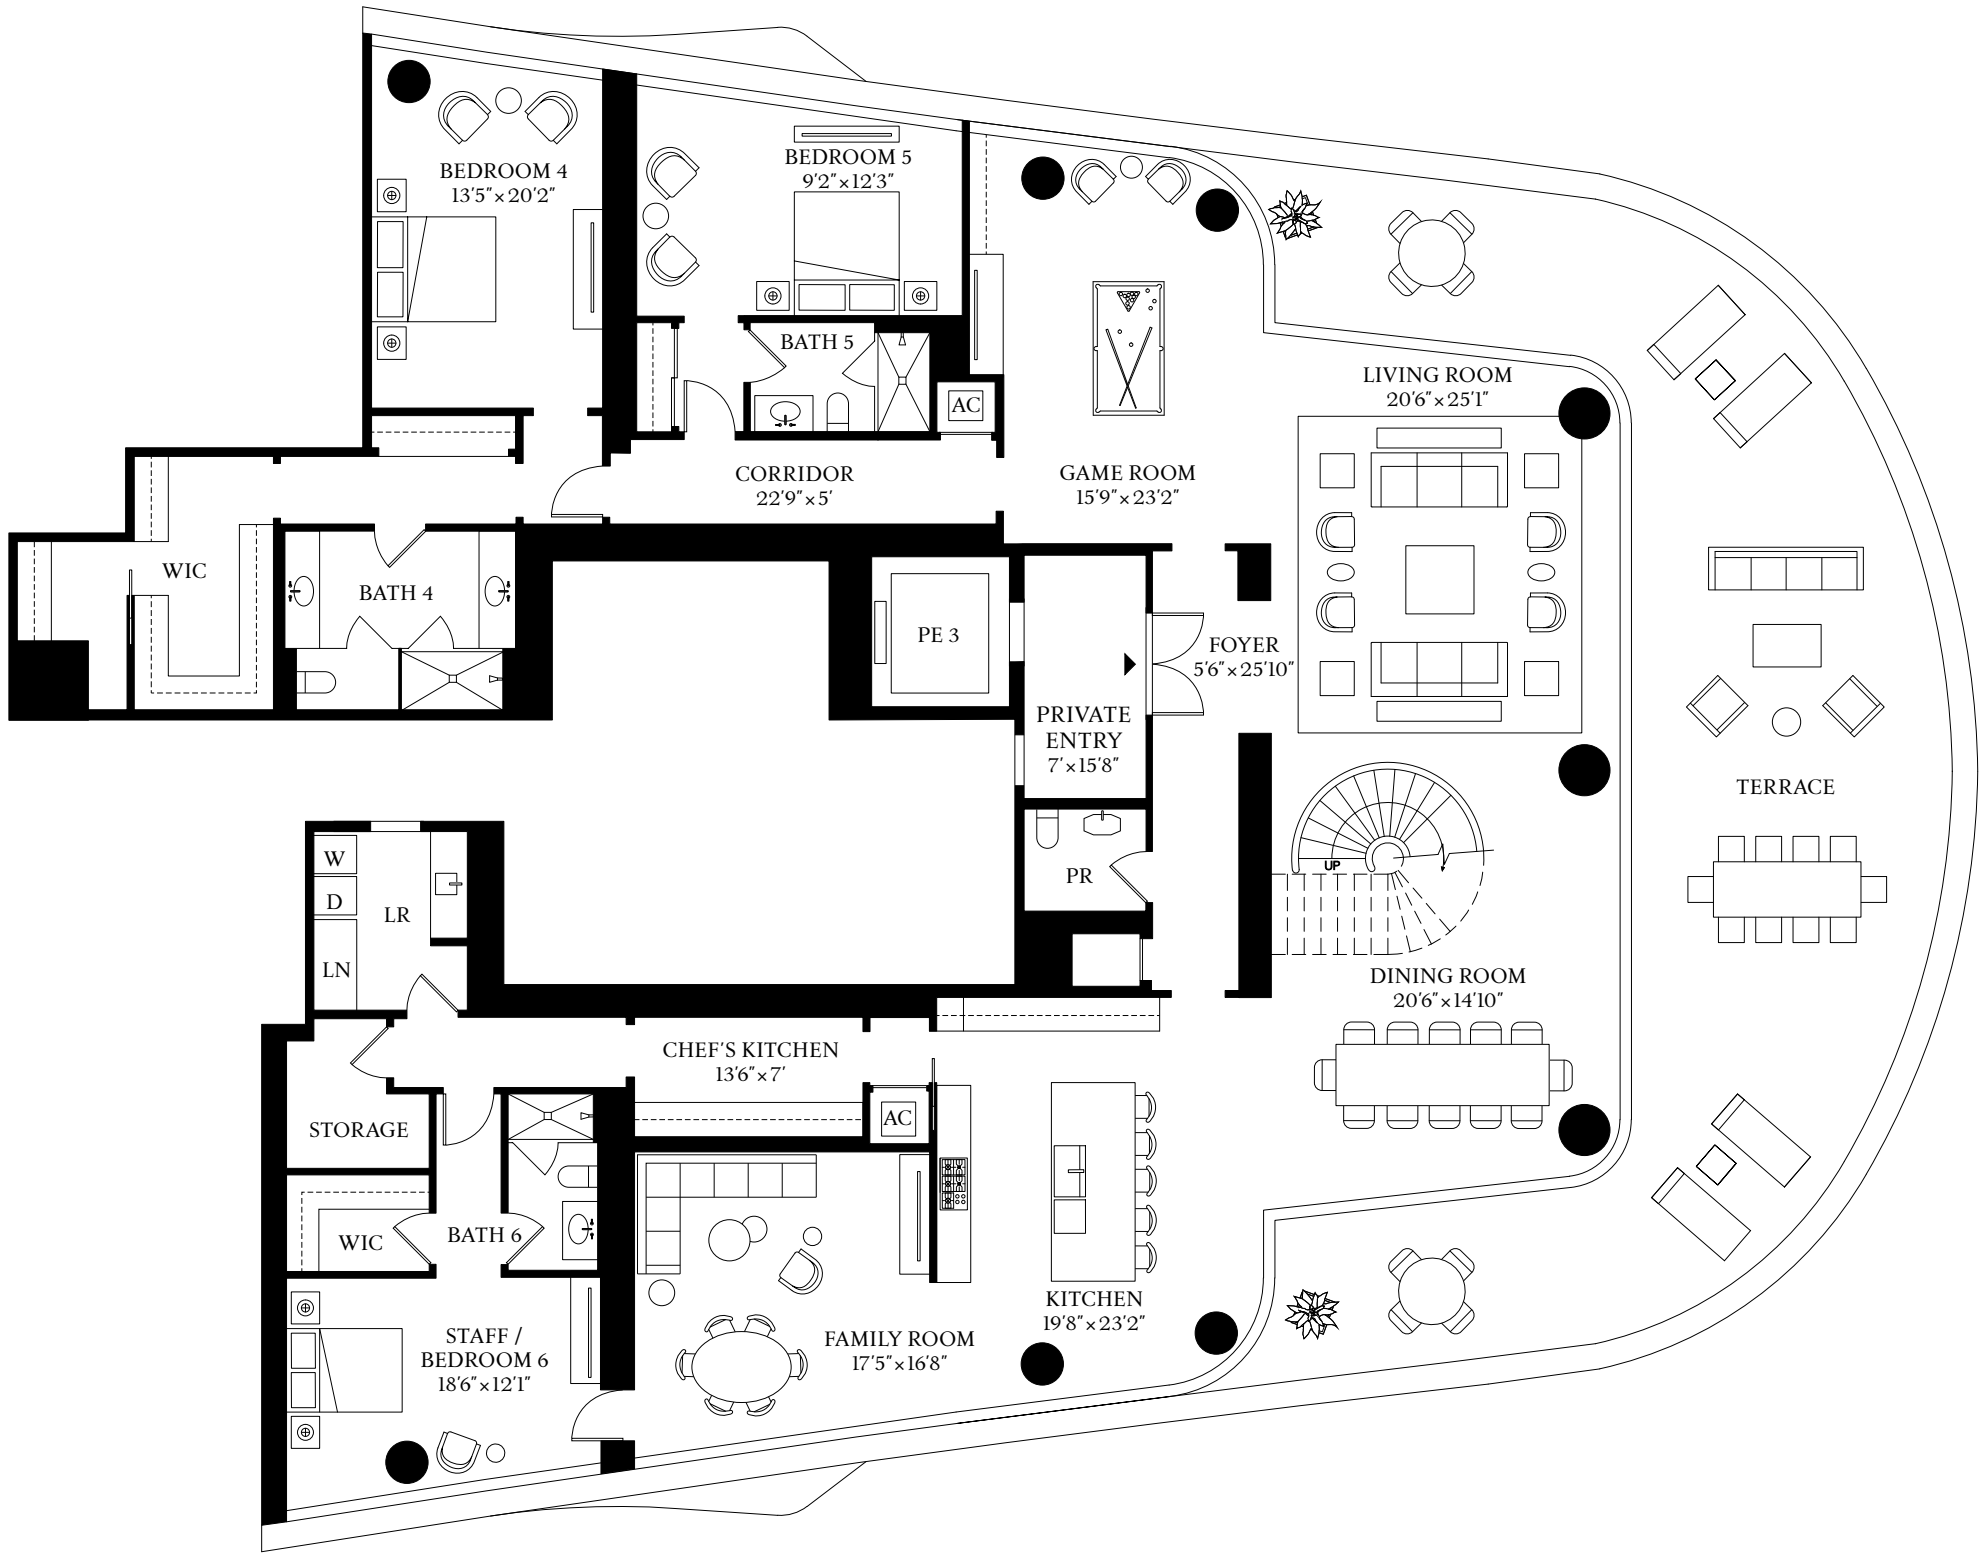 BEDROOM 4
13'5"×20'2"
BEDROOM 5
9'2"×12'3"
BATH 5
AC
LIVING ROOM
20'6"×25'1"
CORRIDOR
22'9"×5'
GAME ROOM
15'9"×23'2"
WIC
BATH 4
PE 3
FOYER
5'6"×25'10"
PRIVATE
ENTRY
7'×15'8"
TERRACE
UP
PR
W
D
LR
LN
DINING ROOM
20'6"×14'10"
CHEF'S KITCHEN
13'6"×7'
AC
STORAGE
WIC
BATH 6
KITCHEN
19'8"×23'2"
STAFF /
BEDROOM 6
18'6"×12'1"
FAMILY ROOM
17'5"×16'8"